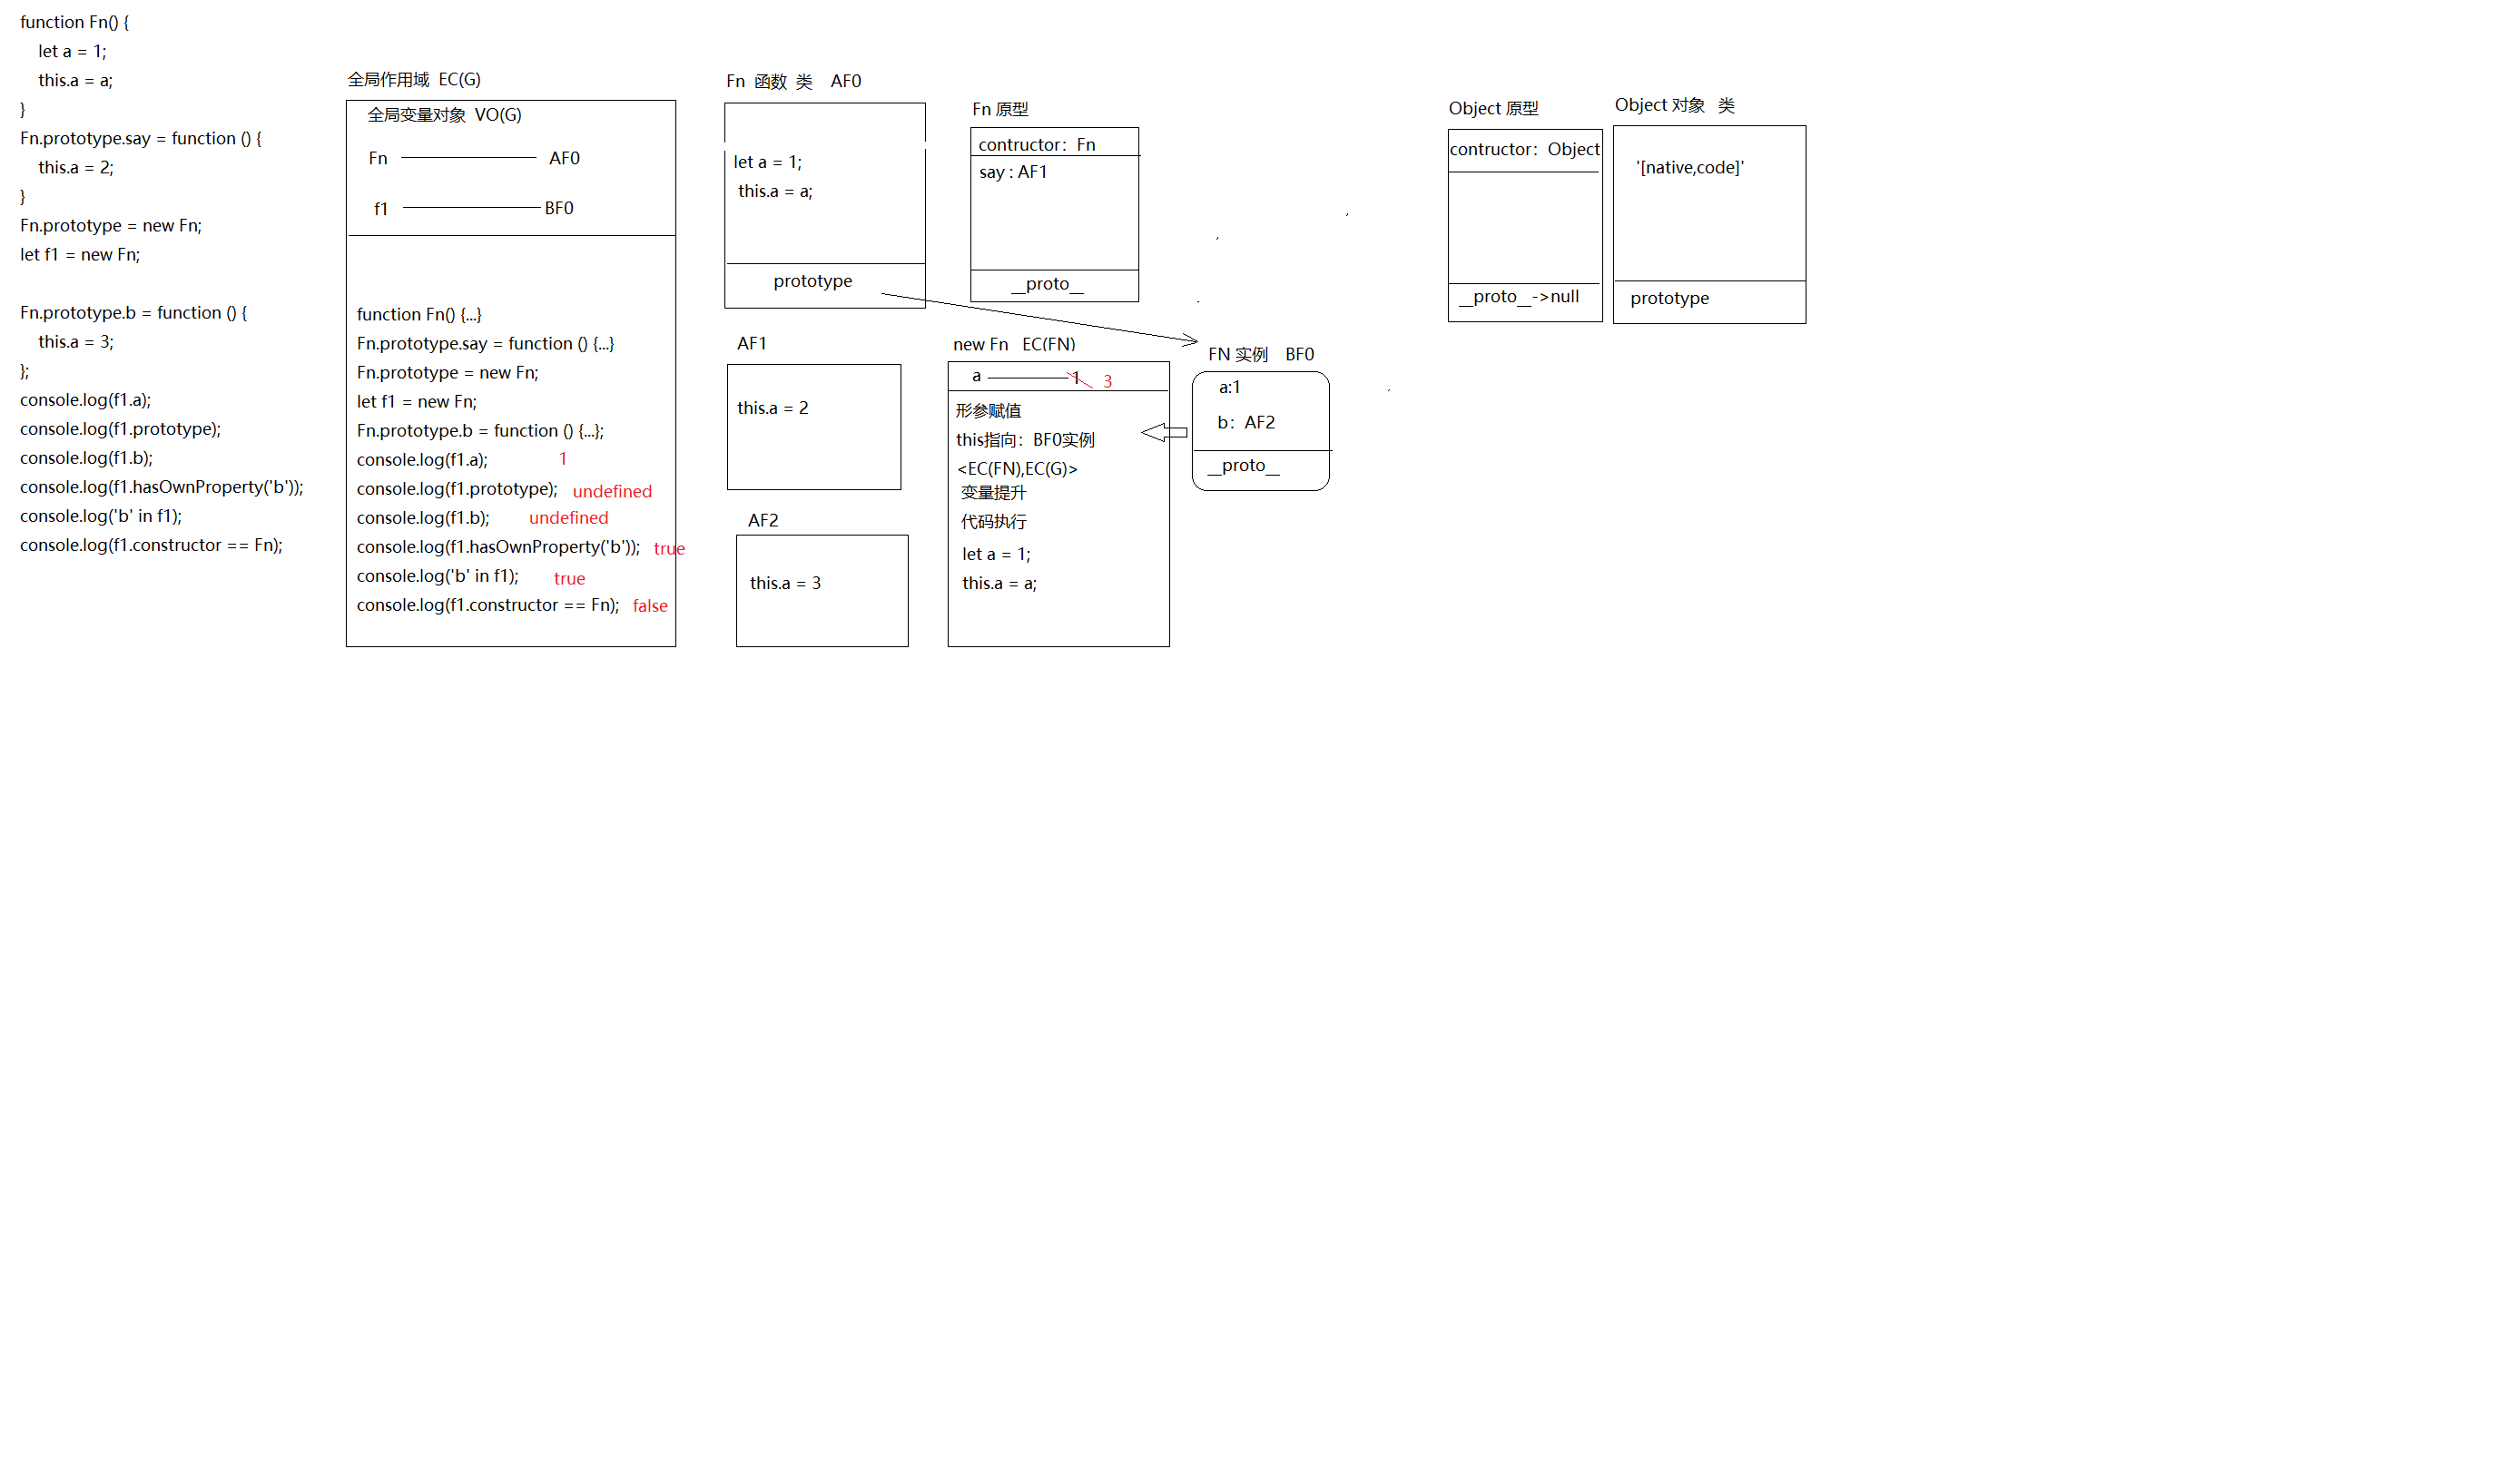 function Fn() {
let a = 1;
this.a = a;
}
Fn.prototype.say = function () {
this.a = 2;
}
Fn.prototype = new Fn;
let f1 = new Fn;
Fn.prototype.b = function () {
this.a = 3;
};
console.log(f1.a);
console.log(f1.prototype);
console.log(f1.b);
console.log(f1.hasOwnProperty('b'));
console.log('b' in f1);
console.log(f1.constructor == Fn);
全局作用域 EC(G)
全局变量对象 VO(G)
Fn AF0
f1 BF0
function Fn() {...}
Fn.prototype.say = function () {...}
Fn.prototype = new Fn;
let f1 = new Fn;
Fn.prototype.b = function () {...};
console.log(f1.a); 1
console.log(f1.prototype); undefined
console.log(f1.b); undefined
console.log(f1.hasOwnProperty('b')); true
console.log('b' in f1); true
console.log(f1.constructor == Fn); false
Fn 函数 类 AF0
let a = 1;
this.a = a;
prototype
AF1
this.a = 2
AF2
this.a = 3
Fn 原型
contructor：Fn
say : AF1
__proto__
new Fn EC(FN)
a 1 3
形参赋值
this指向：BF0实例
<EC(FN),EC(G)>
变量提升
代码执行
let a = 1;
this.a = a;
FN 实例 BF0
a:1
b：AF2
__proto__
Object 原型
contructor：Object
__proto__->null
Object 对象 类
'[native,code]'
prototype